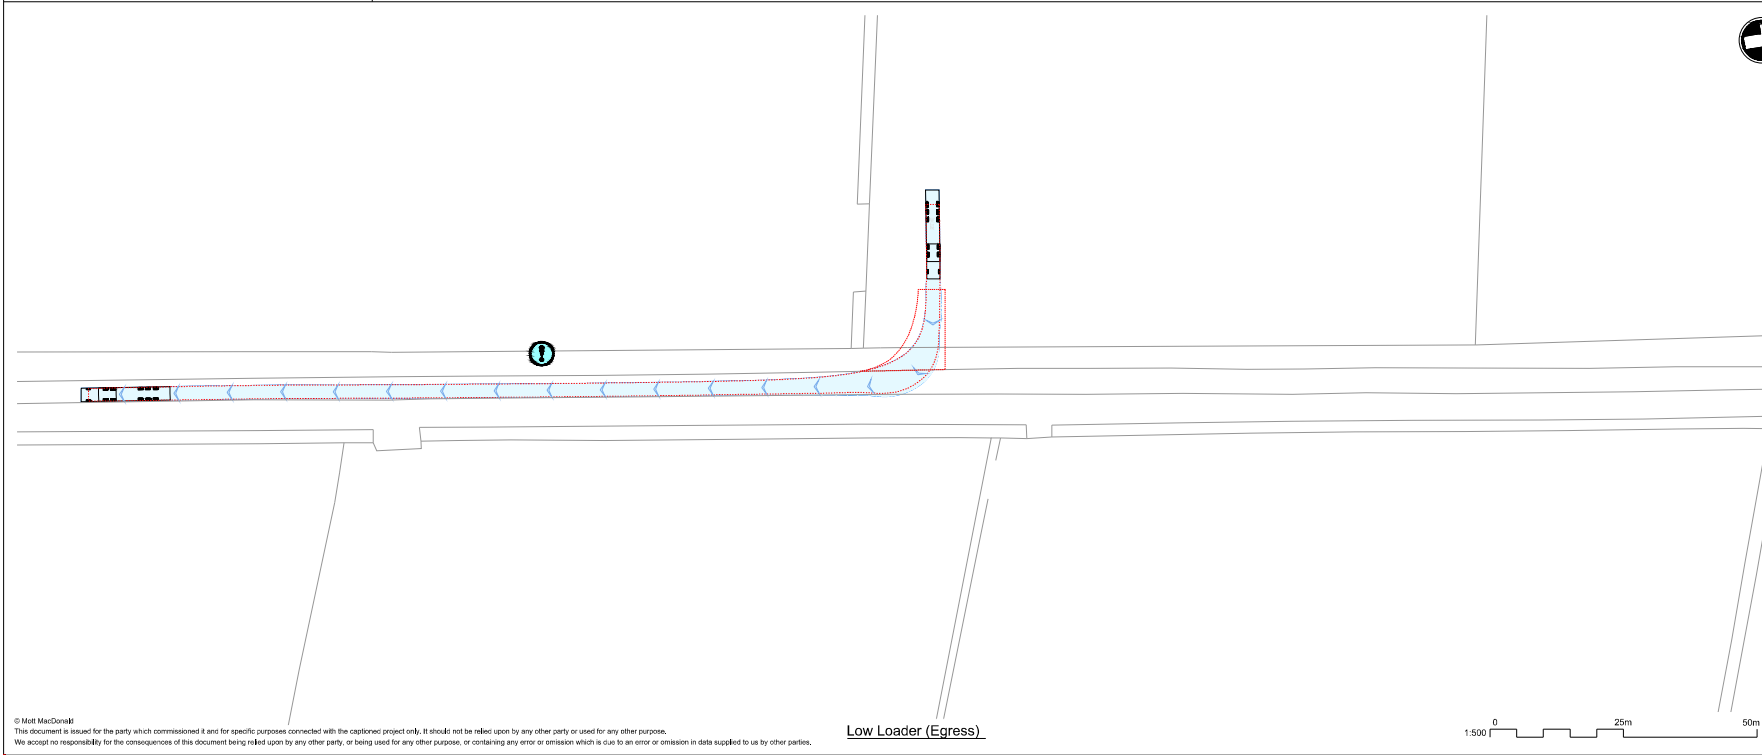 © Mott MacDonald
This document is issued for the party which commissioned it and for specific purposes connected with the captioned project only. It should not be relied upon by any other party or used for any other purpose.
We accept no responsibility for the consequences of this document being relied upon by any other party, or being used for any other purpose, or containing any error or omission which is due to an error or omission in data supplied to us by other parties.
Low Loader (Egress)
0 25m 50m
1:500